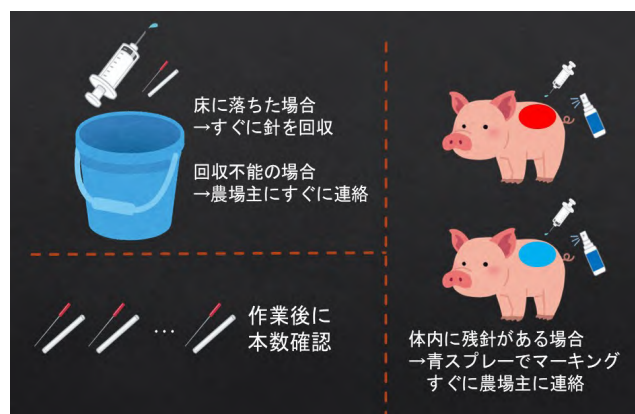 床に落ちた場合
→すぐに針を回収
回収不能の場合
→農場主にすぐに連絡
…
作業後に
本数確認
体内に残針がある場合
→青スプレーでマーキング
すぐに農場主に連絡